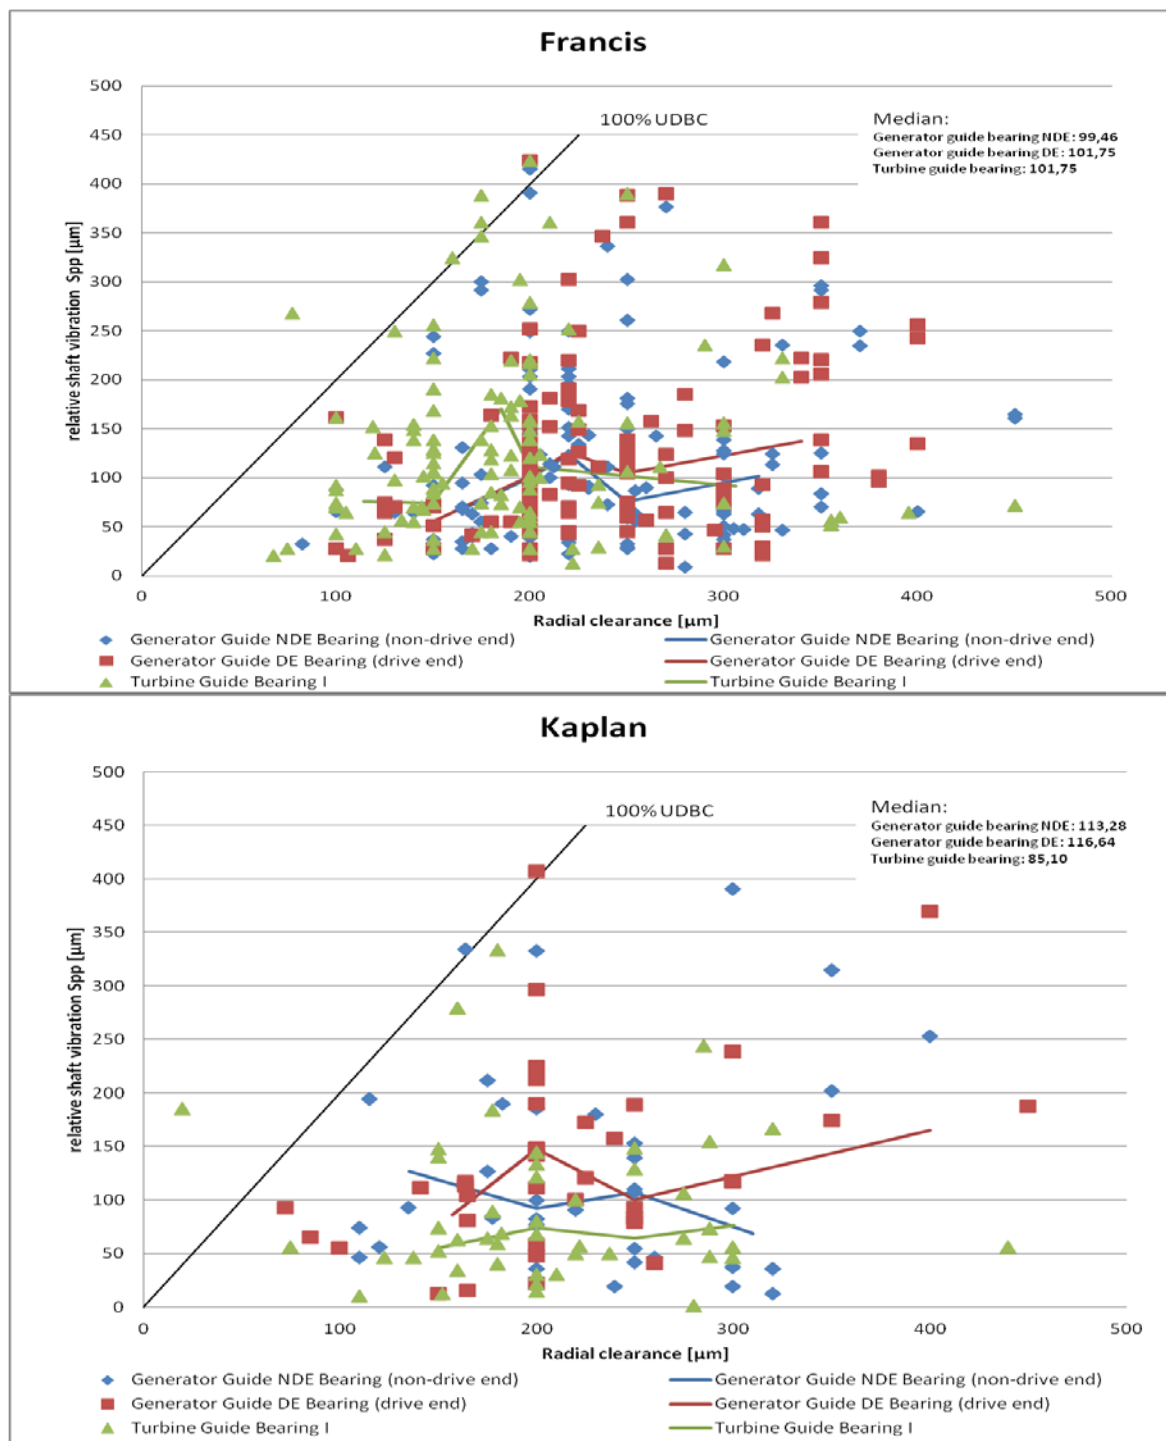 Francis
500
450
400
350
300
250
200
150
100
50
0
relative shaft vibration Spp [µm]
100% UDBC
Median:
Generator guide bearing NDE: 99,46
Generator guide bearing DE: 101,75
Turbine guide bearing: 101,75
0 100 200 300 400 500
Radial clearance [µm]
Generator Guide NDE Bearing (non-drive end) Generator Guide NDE Bearing (non-drive end)
Generator Guide DE Bearing (drive end) Generator Guide DE Bearing (drive end)
Turbine Guide Bearing I Turbine Guide Bearing I
Kaplan
500
450
400
350
300
250
200
150
100
50
0
relative shaft vibration Spp [µm]
100% UDBC
Median:
Generator guide bearing NDE: 113,28
Generator guide bearing DE: 116,64
Turbine guide bearing: 85,10
0 100 200 300 400 500
Radial clearance [µm]
Generator Guide NDE Bearing (non-drive end) Generator Guide NDE Bearing (non-drive end)
Generator Guide DE Bearing (drive end) Generator Guide DE Bearing (drive end)
Turbine Guide Bearing I Turbine Guide Bearing I